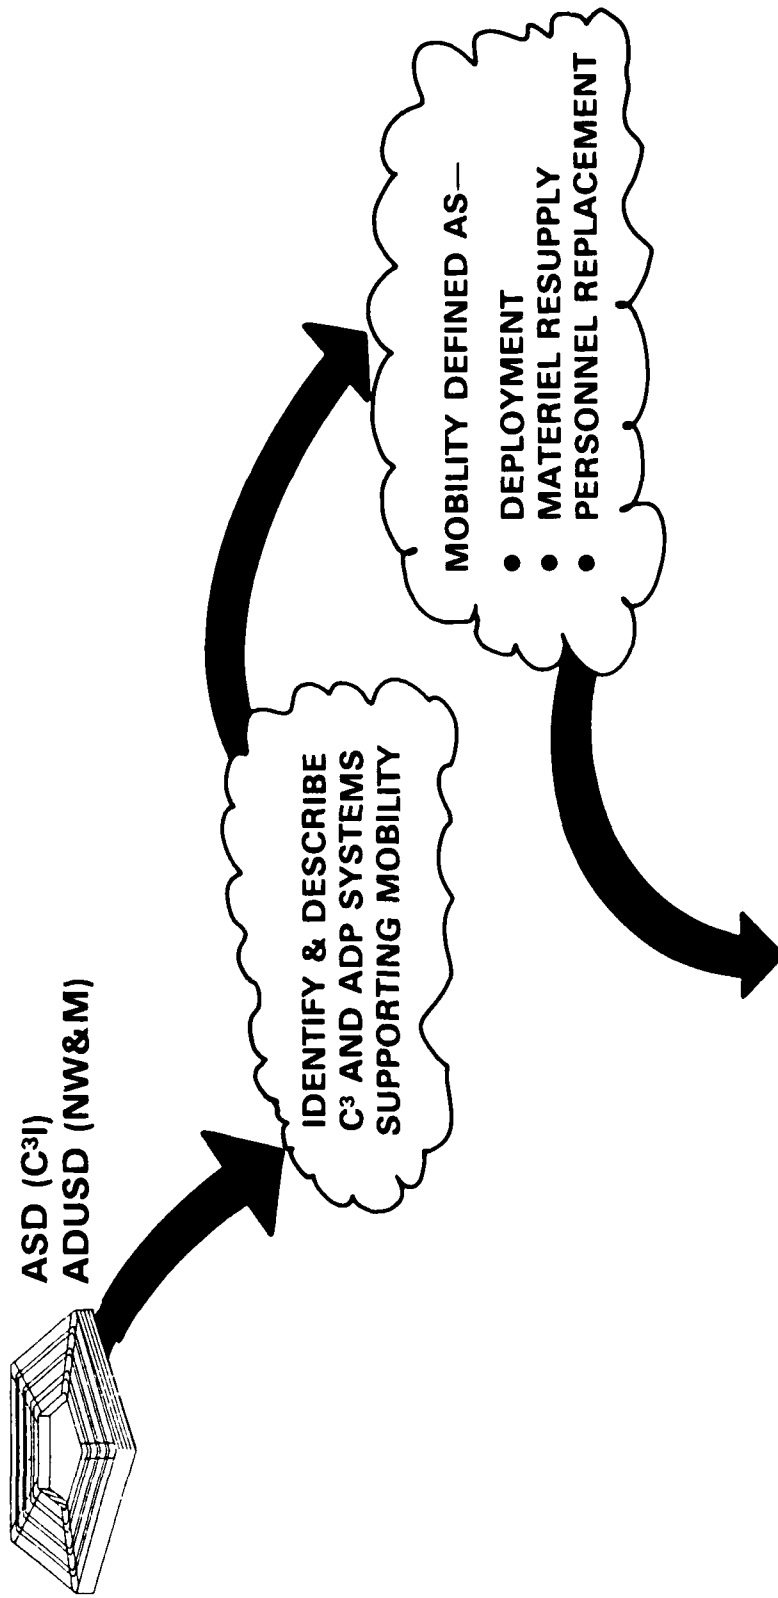 ASD (C³I)
ADUSD (NW&M)
IDENTIFY & DESCRIBE
C³ AND ADP SYSTEMS
SUPPORTING MOBILITY
MOBILITY DEFINED AS—
● DEPLOYMENT
● MATERIEL RESUPPLY
● PERSONNEL REPLACEMENT